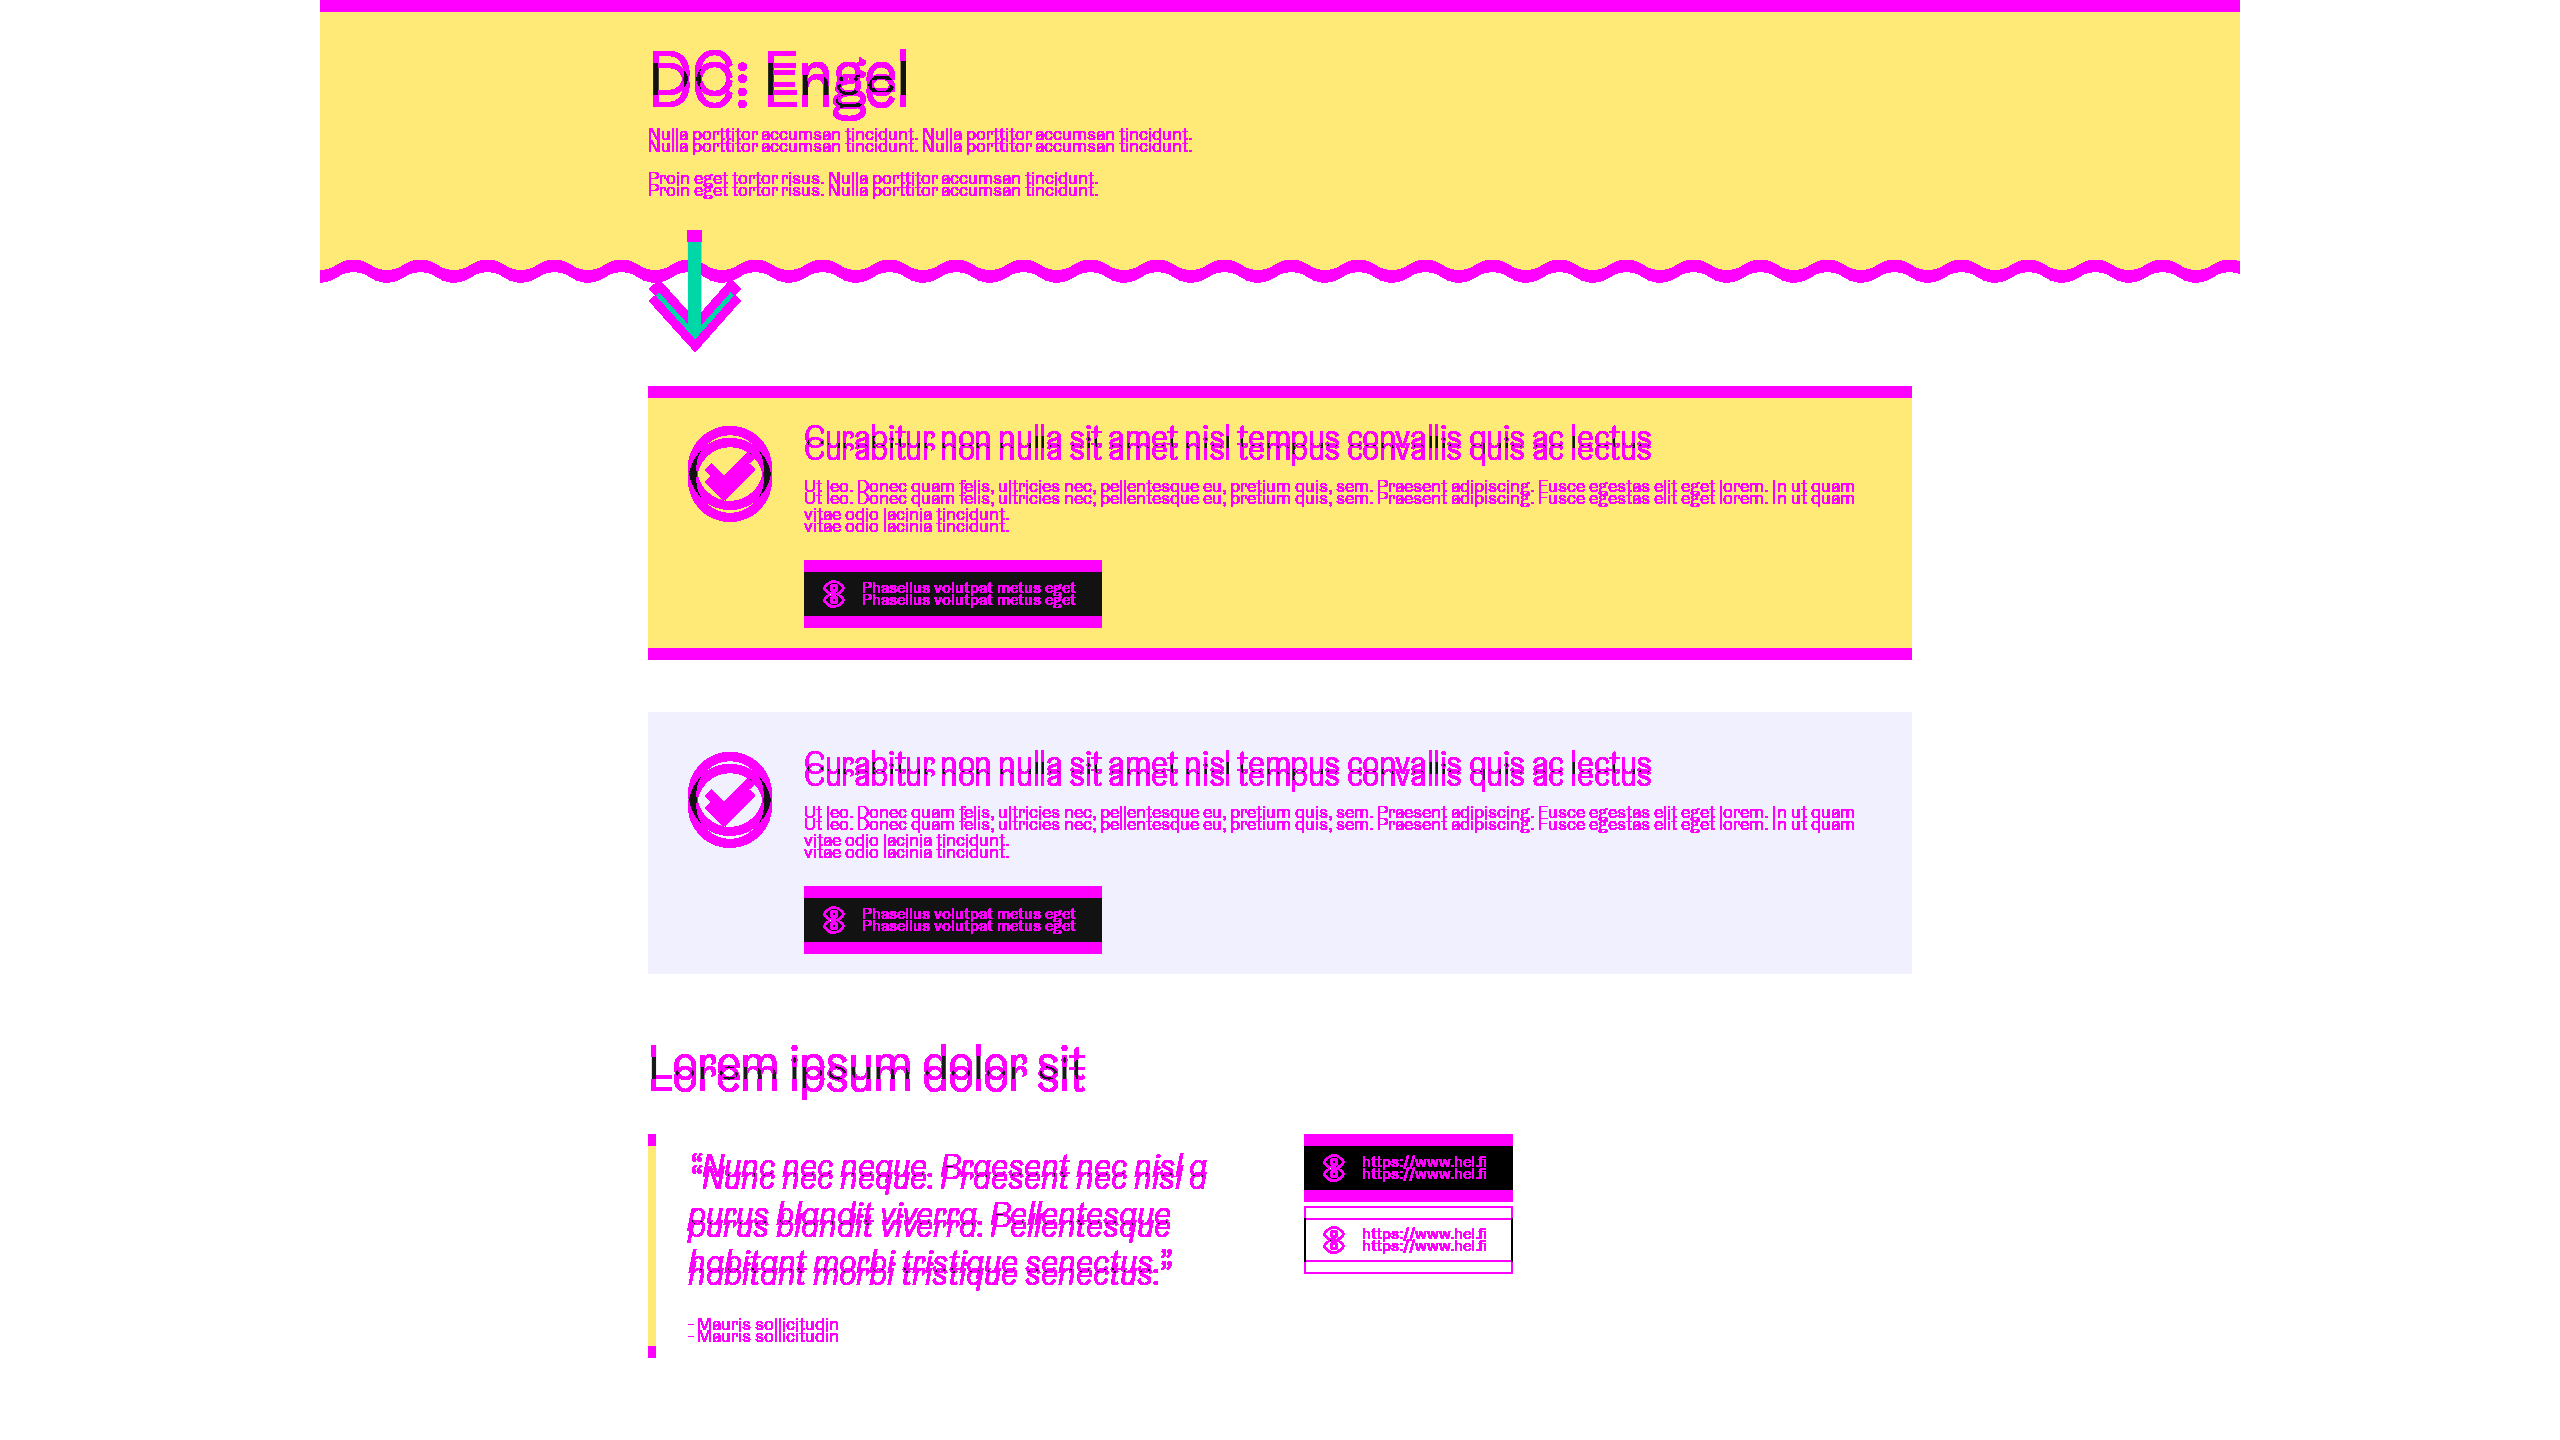 DC: Engel
Nulla porttitor accumsan tincidunt. Nulla porttitor accumsan tincidunt.
Proin eget tortor risus. Nulla porttitor accumsan tincidunt.
Curabitur non nulla sit amet nisl tempus convallis quis ac lectus
Ut leo. Donec quam felis, ultricies nec, pellentesque eu, pretium quis, sem. Praesent adipiscing. Fusce egestas elit eget lorem. In ut quam
vitae odio lacinia tincidunt.
Phasellus volutpat metus eget
Curabitur non nulla sit amet nisl tempus convallis quis ac lectus
Ut leo. Donec quam felis, ultricies nec, pellentesque eu, pretium quis, sem. Praesent adipiscing. Fusce egestas elit eget lorem. In ut quam
vitae odio lacinia tincidunt.
Phasellus volutpat metus eget
Lorem ipsum dolor sit
“Nunc nec neque. Praesent nec nisl a
purus blandit viverra. Pellentesque
habitant morbi tristique senectus.”
- Mauris sollicitudin
https://www.hel.fi
https://www.hel.fi